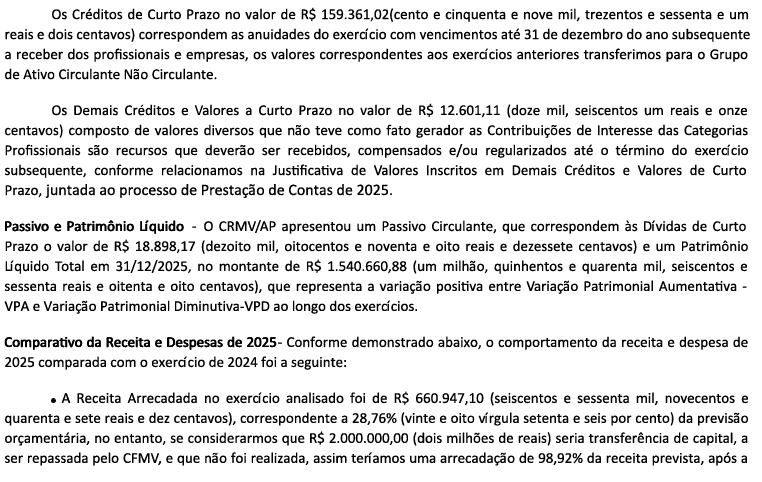 Os Créditos de Curto Prazo no valor de R$ 159.361,02(cento e cinquenta e nove mil, trezentos e sessenta e um
reais e dois centavos) correspondem as anuidades do exercício com vencimentos até 31 de dezembro do ano subsequente
a receber dos profissionais e empresas, os valores correspondentes aos exercícios anteriores transferimos para o Grupo
de Ativo Circulante Não Circulante.
Os Demais Créditos e Valores a Curto Prazo no valor de R$ 12.601,11 (doze mil, seiscentos um reais e onze
centavos) composto de valores diversos que não teve como fato gerador as Contribuições de Interesse das Categorias
Profissionais são recursos que deverão ser recebidos, compensados e/ou regularizados até o término do exercício
subsequente, conforme relacionamos na Justificativa de Valores Inscritos em Demais Créditos e Valores de Curto
Prazo, juntada ao processo de Prestação de Contas de 2025.
Passivo e Patrimônio Líquido - O CRMV/AP apresentou um Passivo Circulante, que correspondem às Dívidas de Curto
Prazo o valor de R$ 18.898,17 (dezoito mil, oitocentos e noventa e oito reais e dezessete centavos) e um Patrimônio
Líquido Total em 31/12/2025, no montante de R$ 1.540.660,88 (um milhão, quinhentos e quarenta mil, seiscentos e
sessenta reais e oitenta e oito centavos), que representa a variação positiva entre Variação Patrimonial Aumentativa -
VPA e Variação Patrimonial Diminutiva-VPD ao longo dos exercícios.
Comparativo da Receita e Despesas de 2025- Conforme demonstrado abaixo, o comportamento da receita e despesa de
2025 comparada com o exercício de 2024 foi a seguinte:
• A Receita Arrecadada no exercício analisado foi de R$ 660.947,10 (seiscentos e sessenta mil, novecentos e
quarenta e sete reais e dez centavos), correspondente a 28,76% (vinte e oito vírgula setenta e seis por cento) da previsão
orçamentária, no entanto, se considerarmos que R$ 2.000.000,00 (dois milhões de reais) seria transferência de capital, a
ser repassada pelo CFMV, e que não foi realizada, assim teríamos uma arrecadação de 98,92% da receita prevista, após a